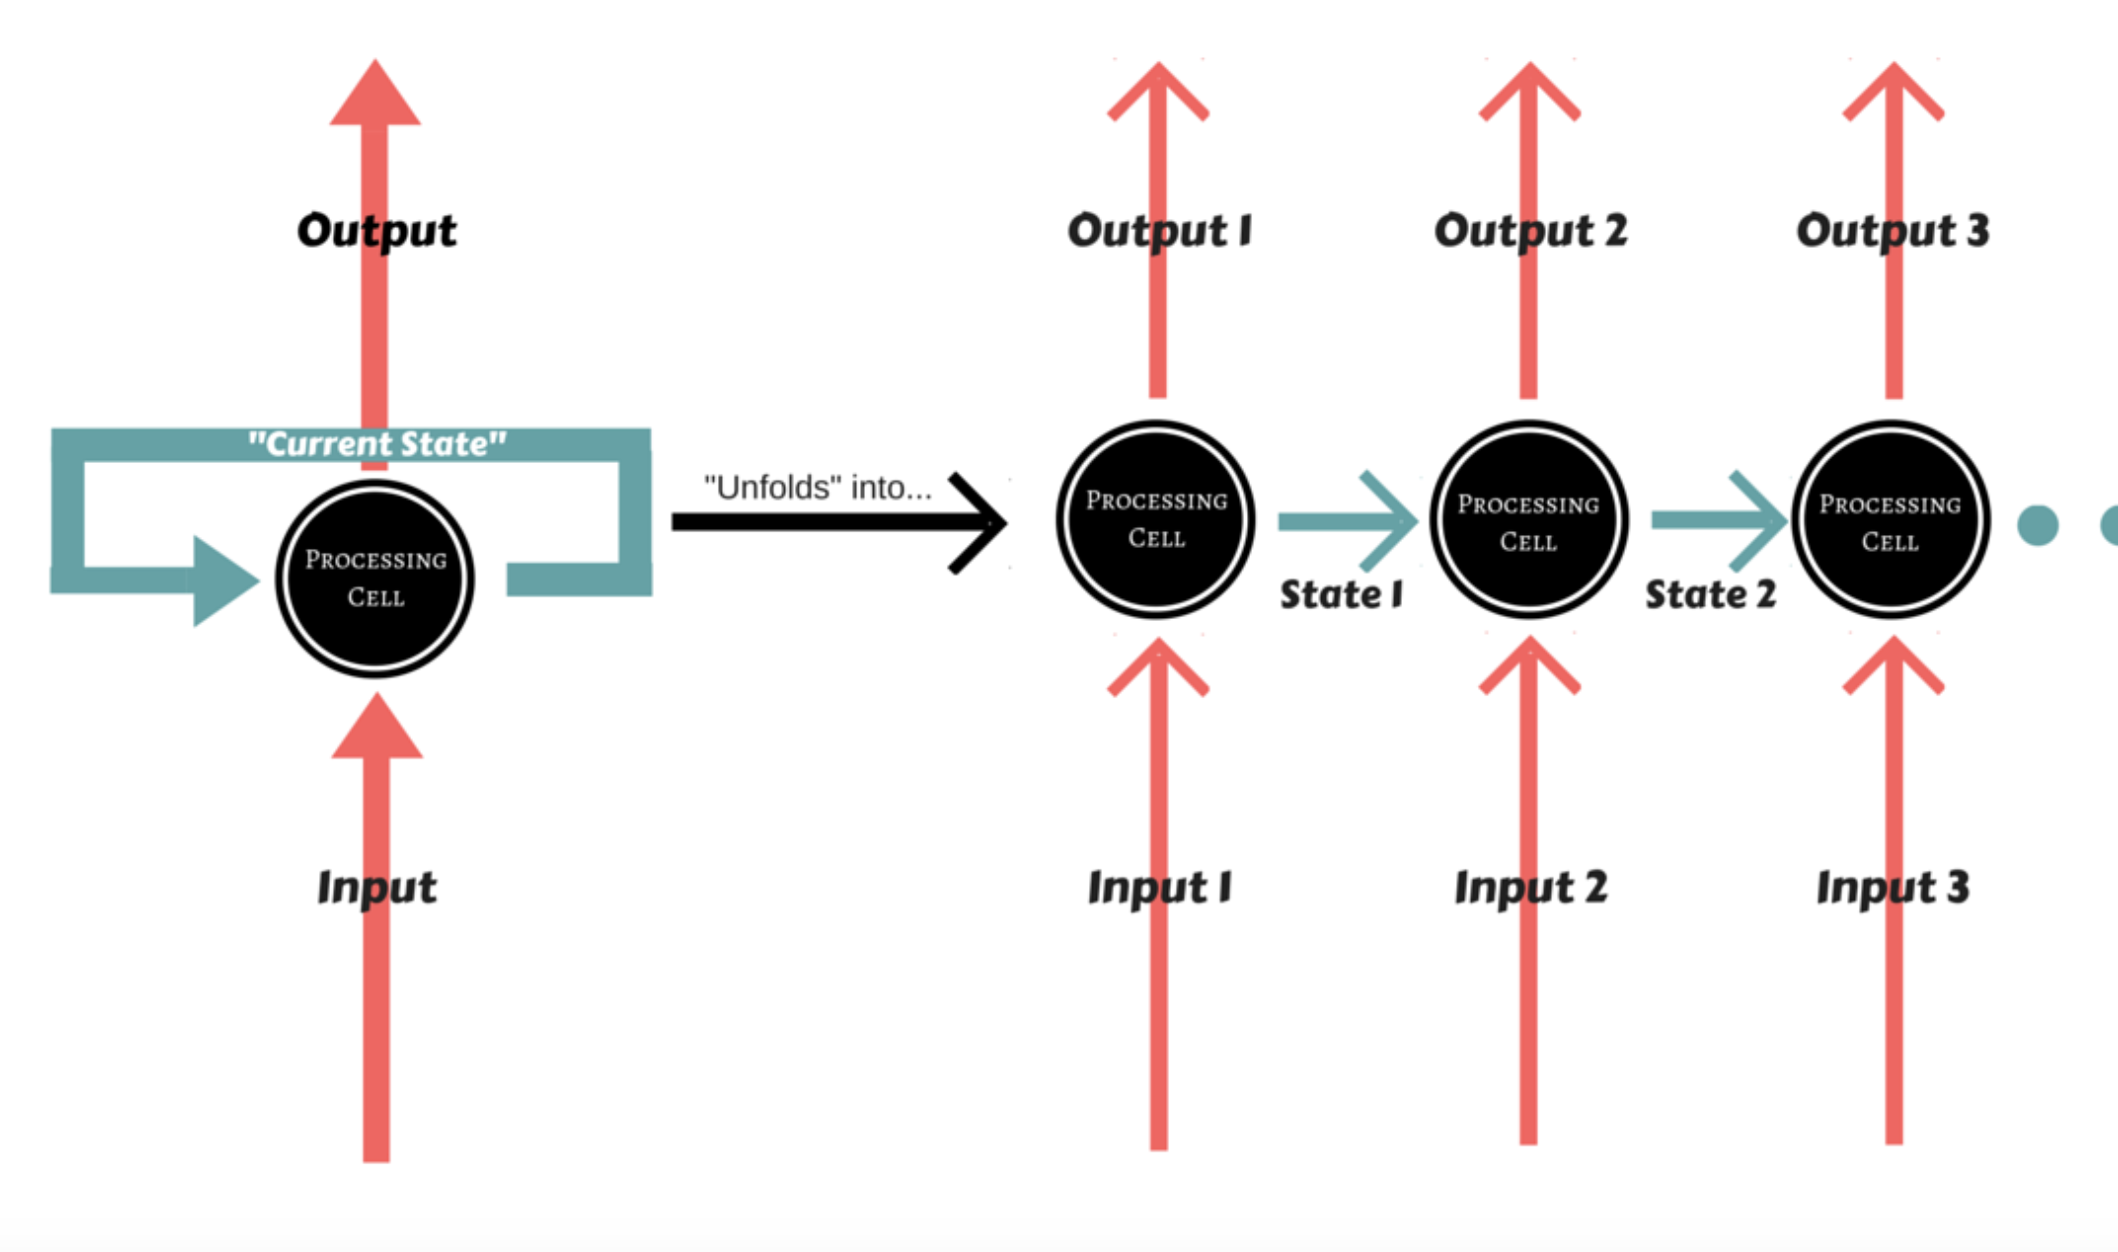 Output
Output 1
Output 2
Output 3
"Current State"
"Unfolds" into...
Processing
Cell
Processing
Cell
Processing
Cell
Processing
Cell
State 1
State 2
Input
Input 1
Input 2
Input 3